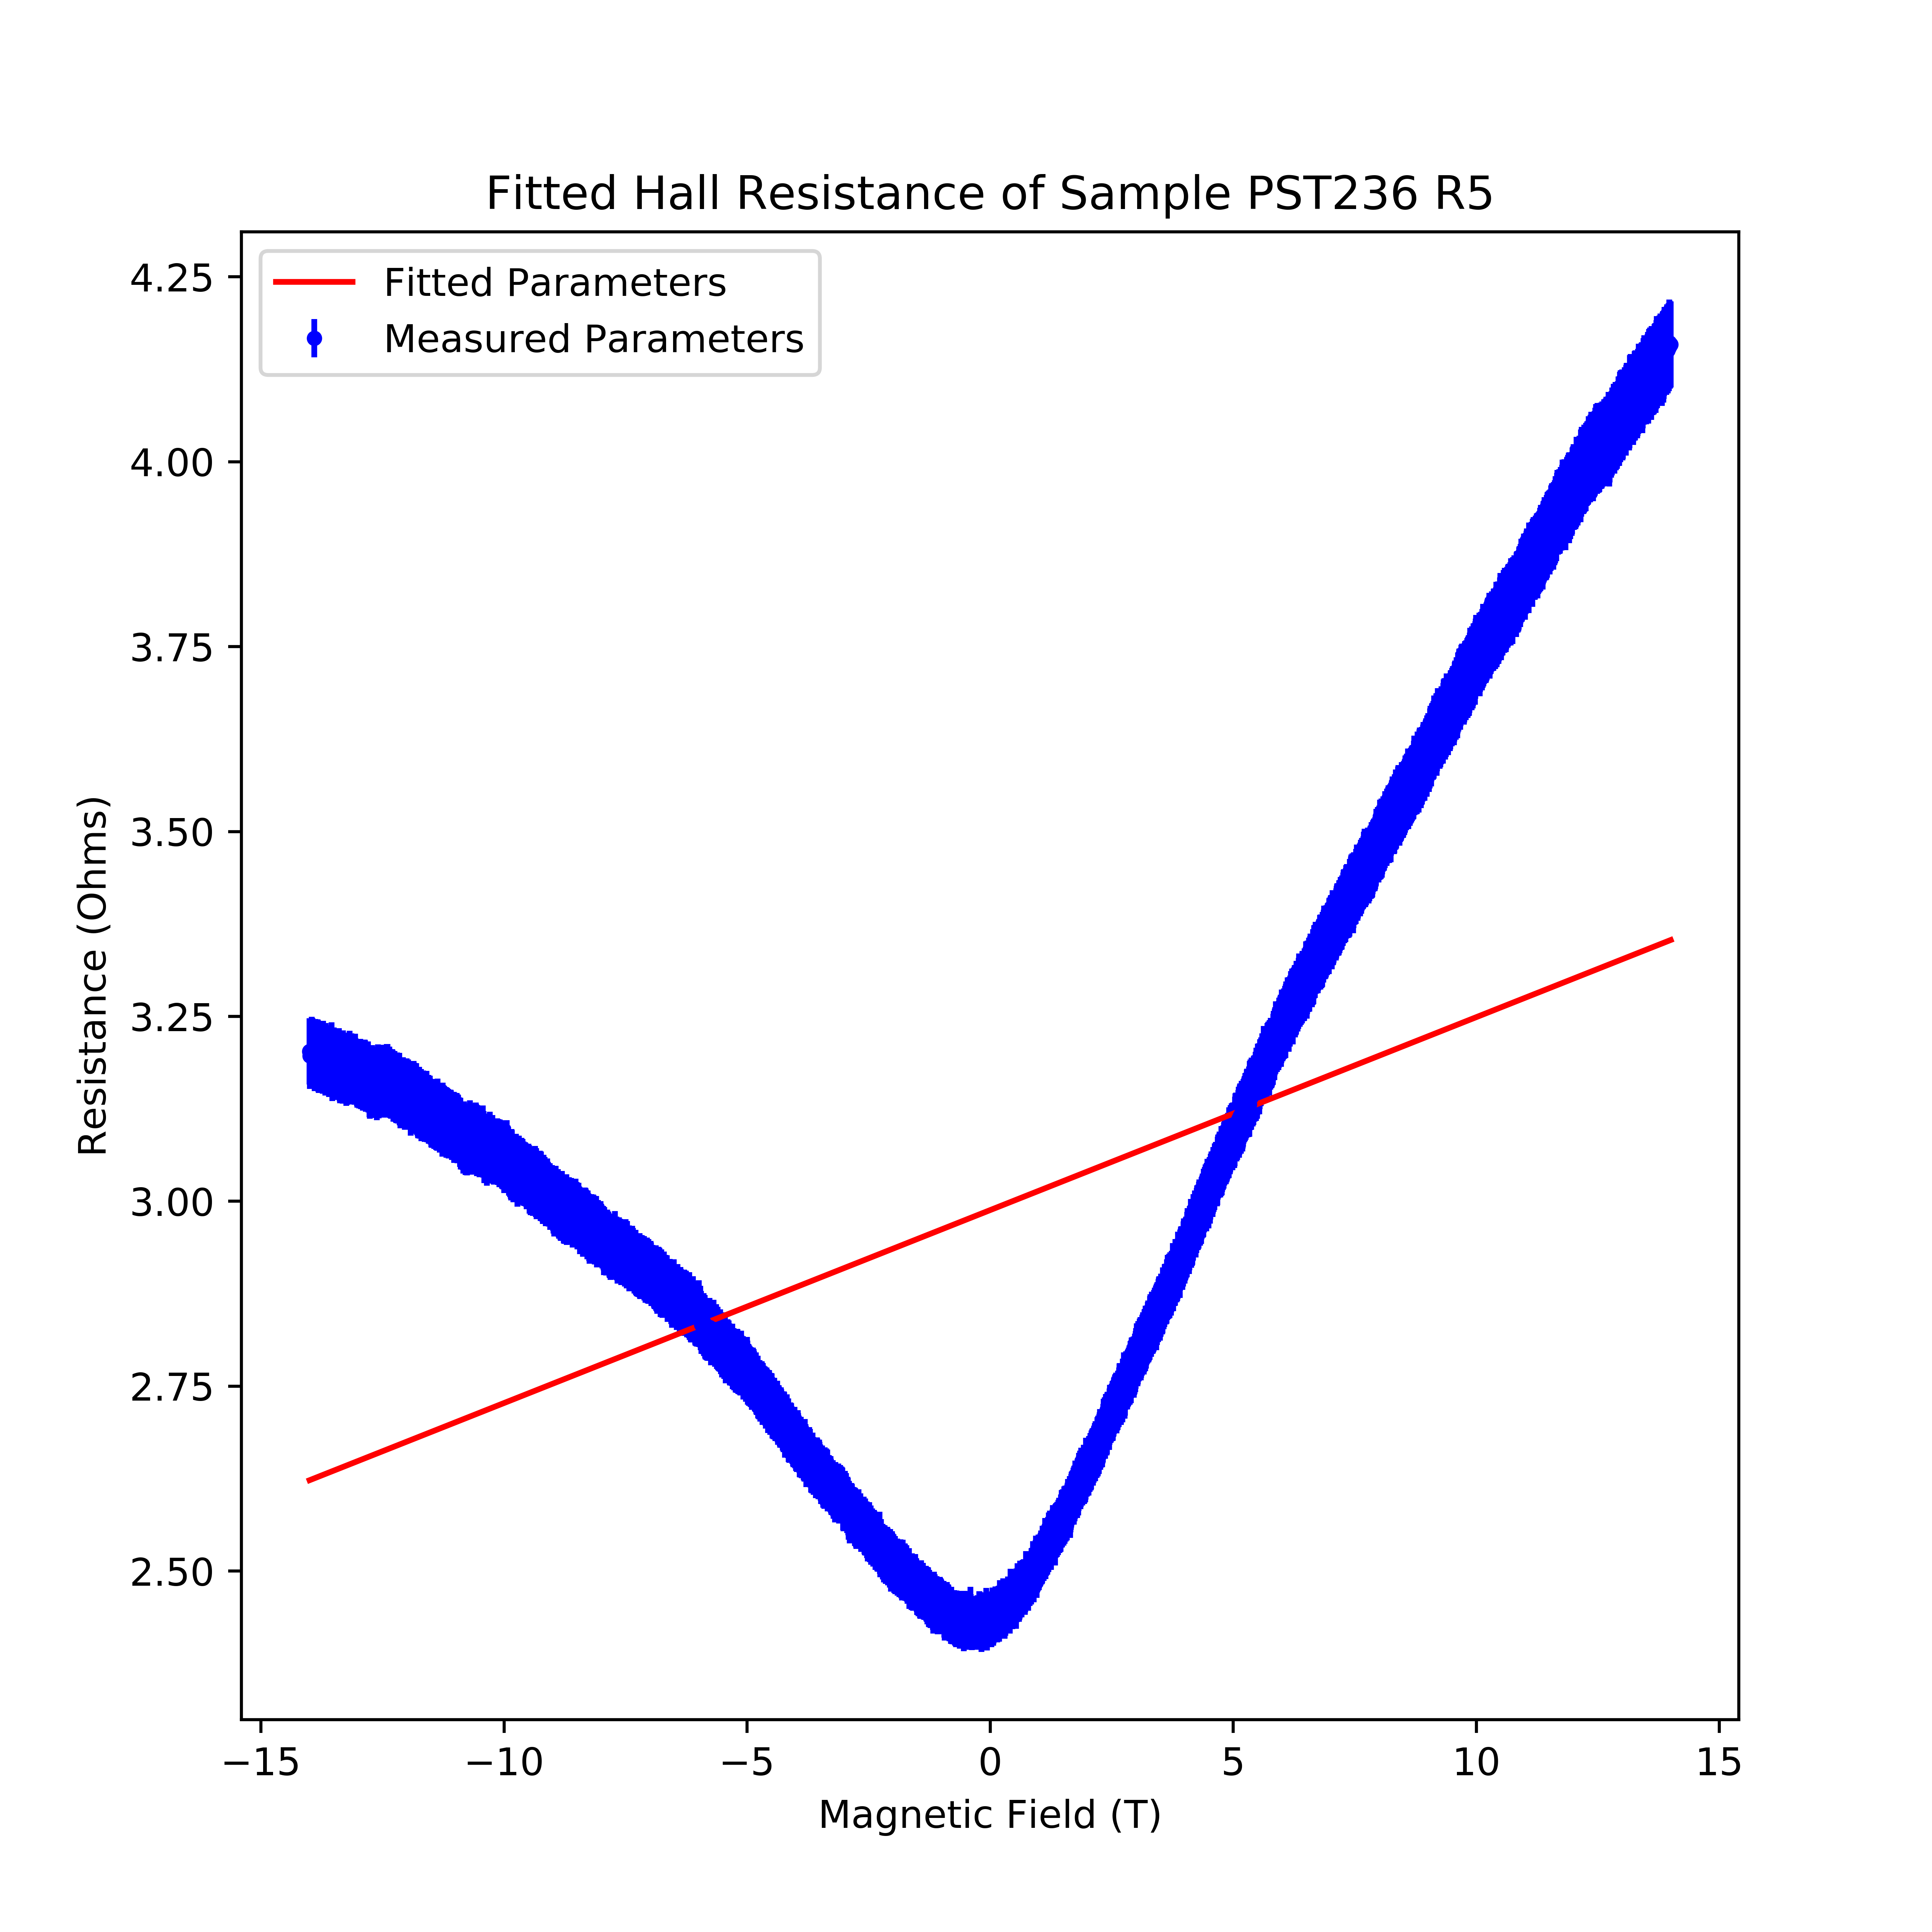 Fitted Hall Resistance of Sample PST236 R5
Fitted Parameters
Measured Parameters
4.25
4.00
3.75
3.50
3.25
3.00
2.75
2.50
Resistance (Ohms)
−15 −10 −5 0 5 10 15
Magnetic Field (T)